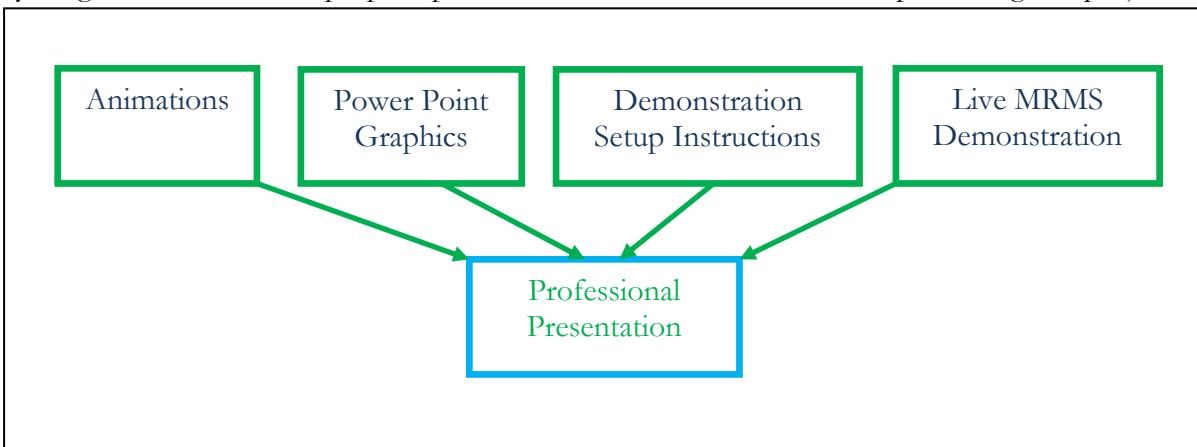 Animations
Power Point
Graphics
Demonstration
Setup Instructions
Live MRMS
Demonstration
Professional
Presentation